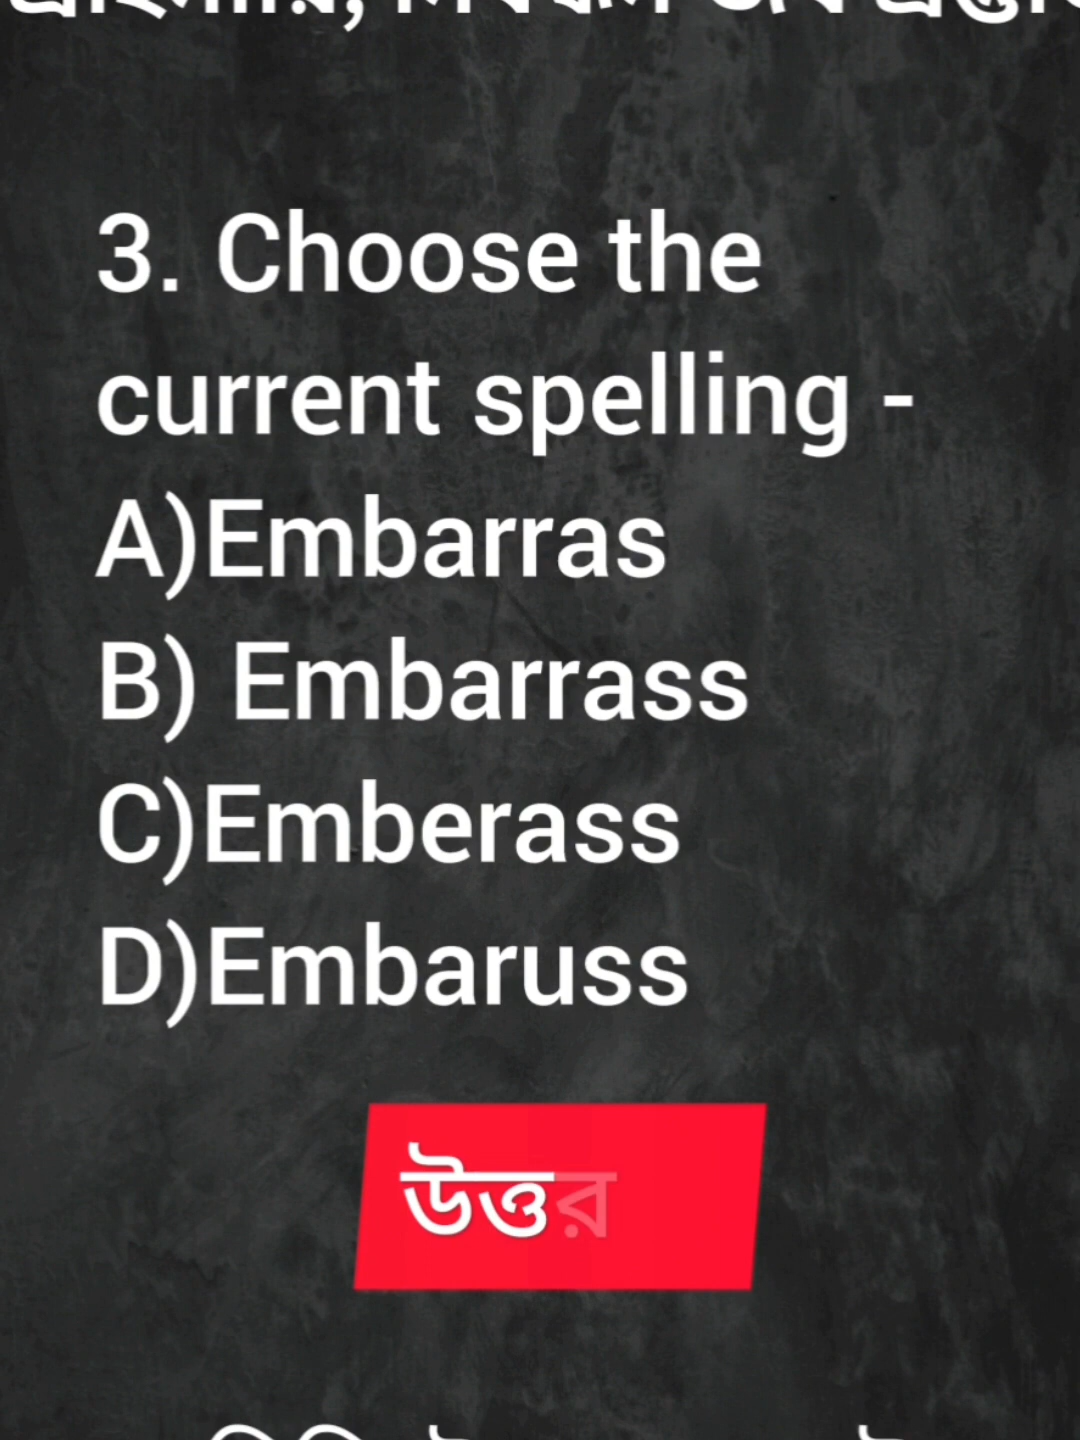 3. Choose the
current spelling -
A)Embarras
B) Embarrass
C)Emberass
D)Embaruss
উত্তর